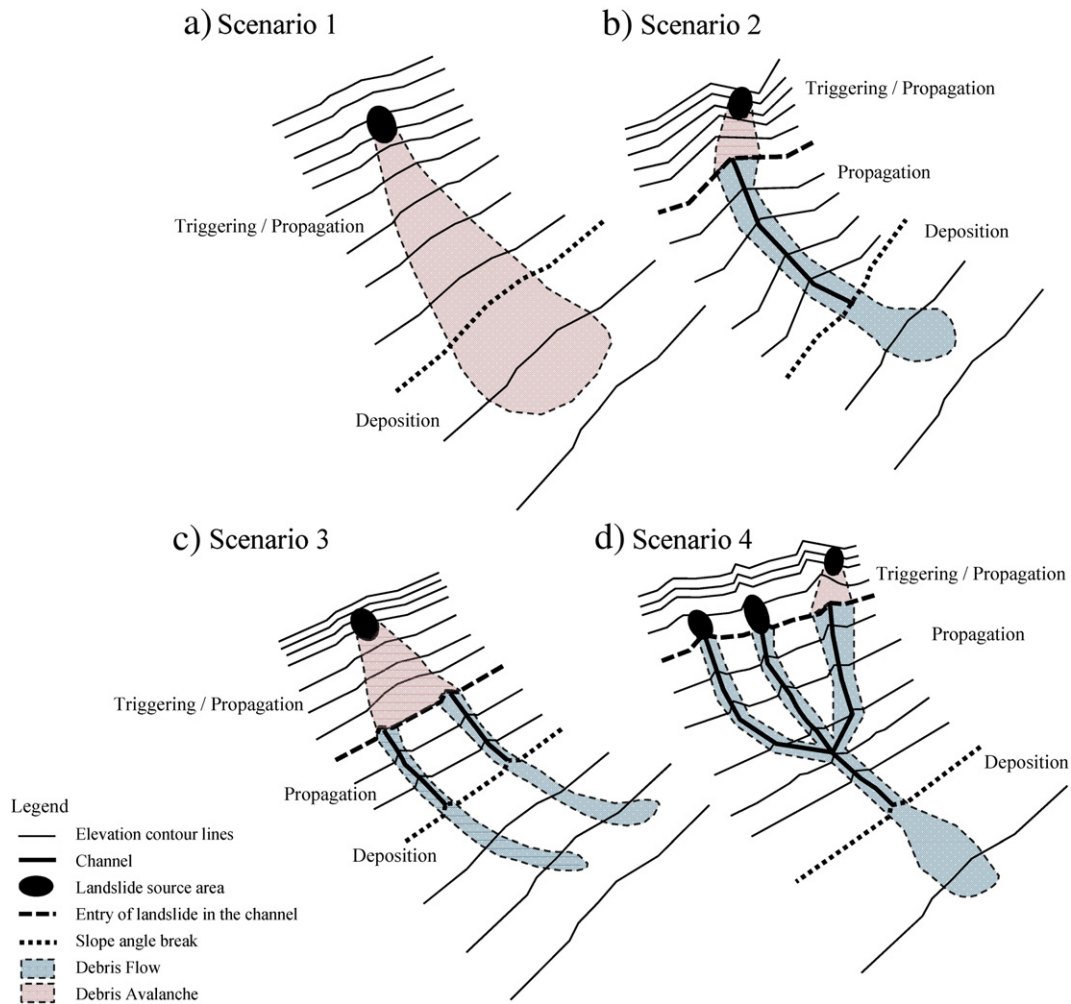 a) Scenario 1
Triggering / Propagation
Deposition
b) Scenario 2
Triggering / Propagation
Propagation
Deposition
c) Scenario 3
Triggering / Propagation
Propagation
Deposition
d) Scenario 4
Triggering / Propagation
Propagation
Deposition
Legend
Elevation contour lines
Channel
Landslide source area
Entry of landslide in the channel
Slope angle break
Debris Flow
Debris Avalanche